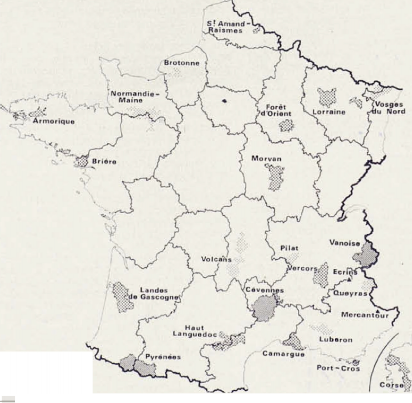 St Amand-
Raismes
Brotonne
Normandie-
Maine
Armorique
Brière
Forêt
d'Orient
Lorraine
Vosges
du Nord
Morvan
Volcans
Pilat
Vanoise
Vercors
Ecrins
Queyras
Mercantour
Landes
de Gascogne
Cévennes
Haut
Languedoc
Camargue
Luberon
Port-Cros
Pyrénées
Corse